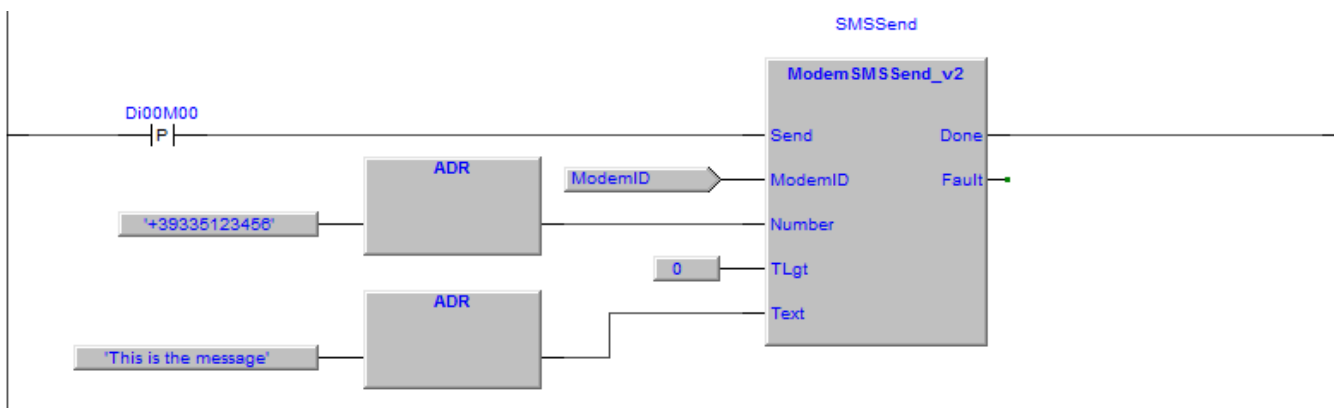 SMSSend
ModemSMSSend_v2
Di00M00
P
Send
Done
ADR
ModemID
ModemID
Fault
'+39335123456'
Number
0
TLgt
ADR
Text
'This is the message'